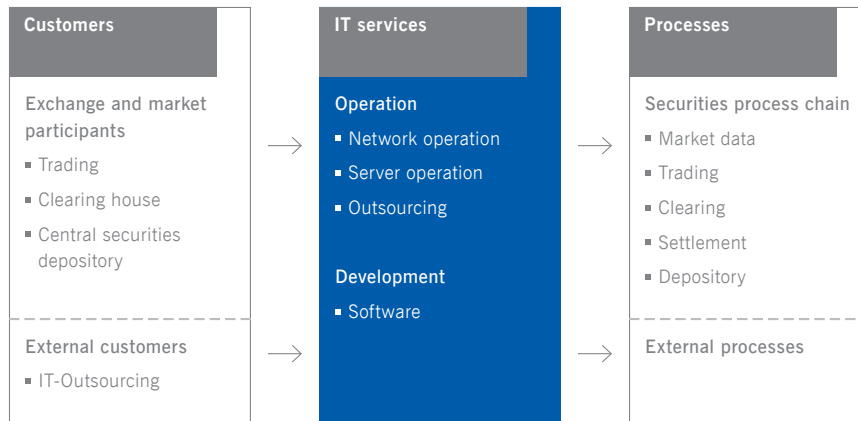 Customers
Exchange and market
participants
▪ Trading
▪ Clearing house
▪ Central securities
depository
External customers
▪ IT-Outsourcing
IT services
Operation
▪ Network operation
▪ Server operation
▪ Outsourcing
Development
▪ Software
Processes
Securities process chain
▪ Market data
▪ Trading
▪ Clearing
▪ Settlement
▪ Depository
External processes